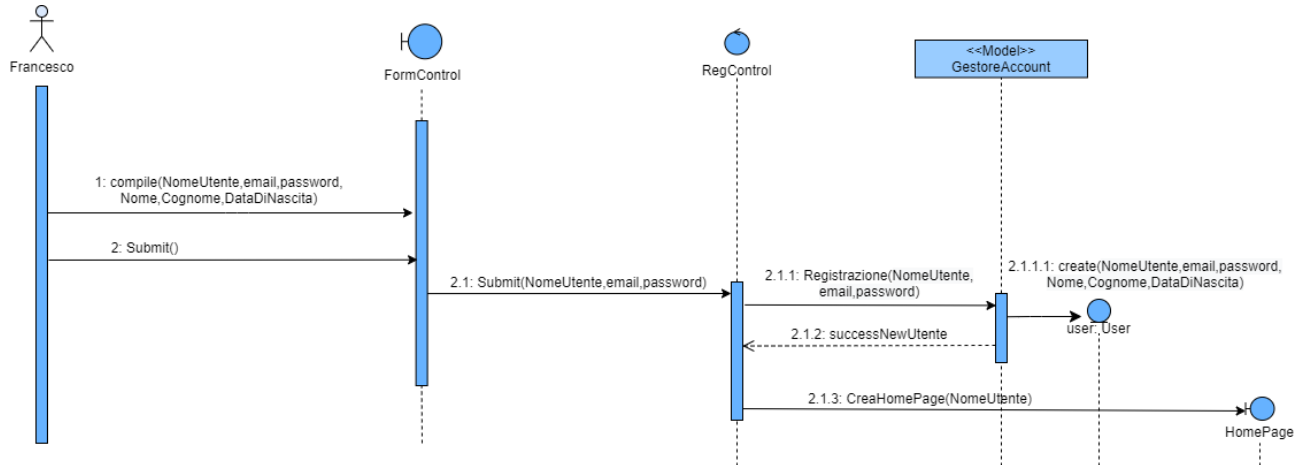 Francesco
FormControl
RegControl
<<Model>>
GestoreAccount
1: compile(NomeUtente,email,password,
Nome,Cognome,DataDiNascita)
2: Submit()
2.1: Submit(NomeUtente,email,password)
2.1.1: Registrazione(NomeUtente,
email,password)
2.1.1.1: create(NomeUtente,email,password,
Nome,Cognome,DataDiNascita)
user: User
2.1.2: successNewUtente
2.1.3: CreaHomePage(NomeUtente)
HomePage